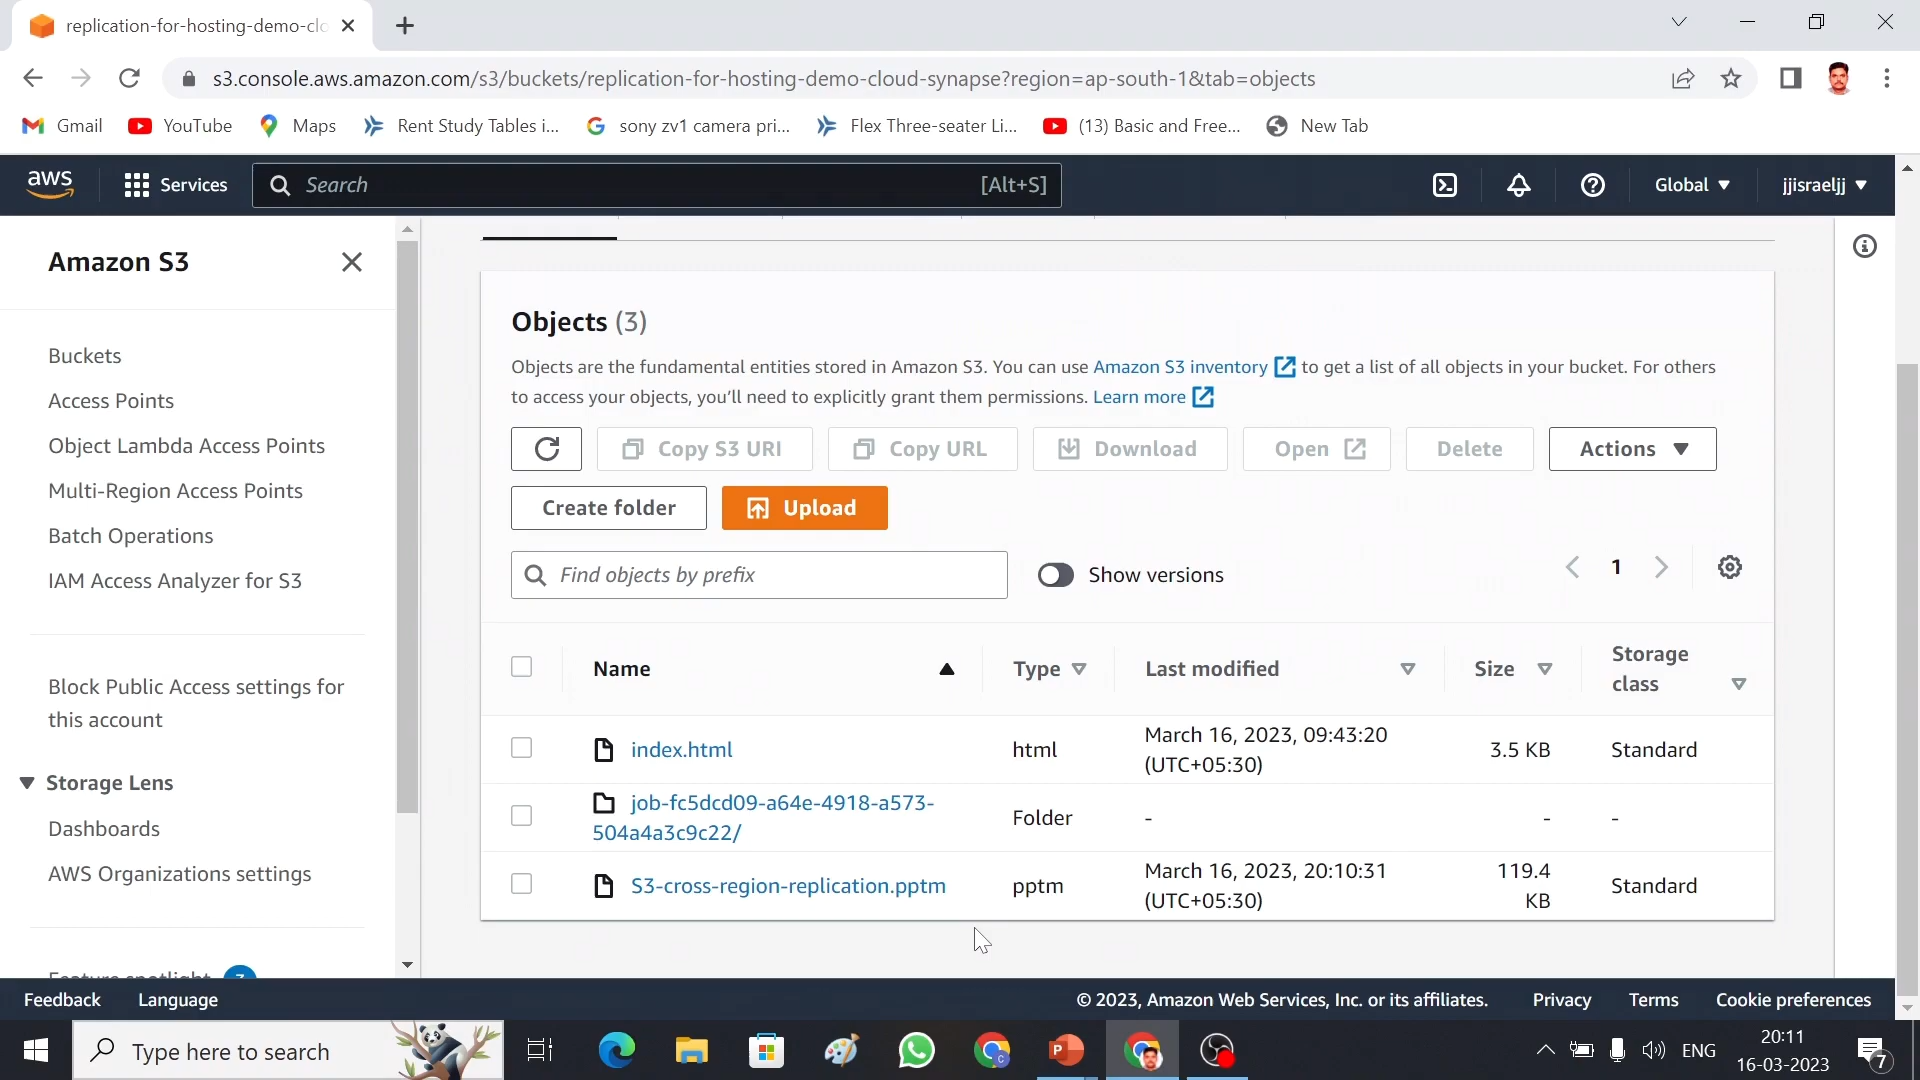 replication-for-hosting-demo-clo
s3.console.aws.amazon.com/s3/buckets/replication-for-hosting-demo-cloud-synapse?region=ap-south-1&tab=objects
Gmail YouTube Maps Rent Study Tables i... sony zv1 camera pri... Flex Three-seater Li... (13) Basic and Free... New Tab
aws Services Search [Alt+S] Global jjisraeljj
Amazon S3
Buckets
Access Points
Object Lambda Access Points
Multi-Region Access Points
Batch Operations
IAM Access Analyzer for S3
Block Public Access settings for
this account
Storage Lens
Dashboards
AWS Organizations settings
Feature spotlight
Objects (3)
Objects are the fundamental entities stored in Amazon S3. You can use Amazon S3 inventory to get a list of all objects in your bucket. For others
to access your objects, you'll need to explicitly grant them permissions. Learn more
Copy S3 URI Copy URL Download Open Delete Actions
Create folder Upload
Find objects by prefix Show versions 1
Name Type Last modified Size Storage
class
index.html html March 16, 2023, 09:43:20
(UTC+05:30) 3.5 KB Standard
job-fc5dcd09-a64e-4918-a573-
504a4a3c9c22/ Folder - - -
S3-cross-region-replication.pptm pptm March 16, 2023, 20:10:31
(UTC+05:30) 119.4
KB Standard
Feedback Language © 2023, Amazon Web Services, Inc. or its affiliates. Privacy Terms Cookie preferences
Type here to search ENG 20:11
16-03-2023 7